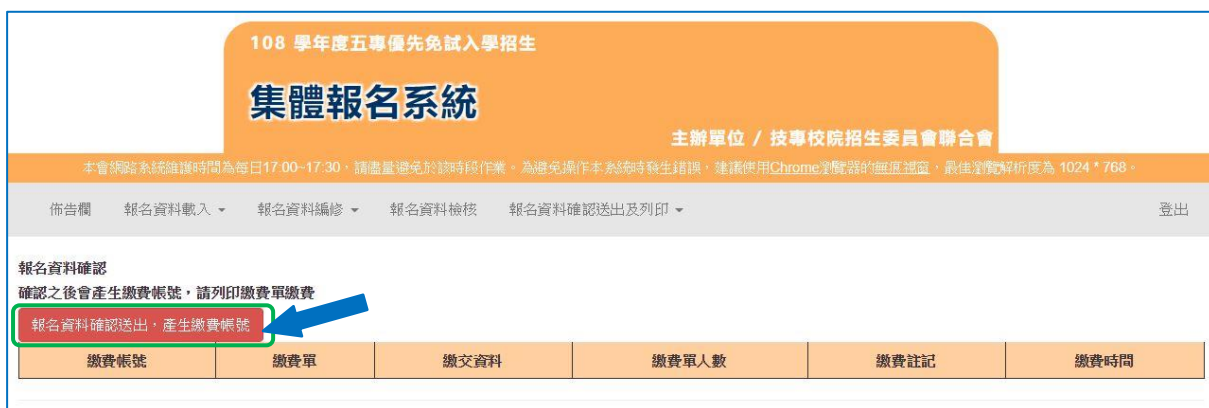 108 學年度五專優先免試入學招生
集體報名系統
主辦單位 / 技專校院招生委員會聯合會
本會網路系統維護時間為每日17:00~17:30，請儘量避免於該時段作業。為避免操作本系統時發生錯誤，建議使用Chrome瀏覽器的無痕視窗，最佳瀏覽解析度為 1024 * 768。
佈告欄 報名資料載入 報名資料編修 報名資料檢核 報名資料確認送出及列印 登出
報名資料確認
確認之後會產生繳費帳號，請列印繳費單繳費
報名資料確認送出，產生繳費帳號
繳費帳號 繳費單 繳交資料 繳費單人數 繳費註記 繳費時間